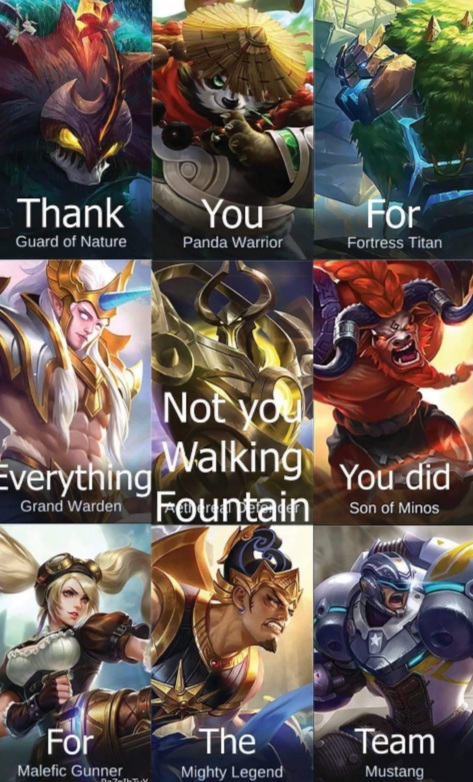 Thank
Guard of Nature
You
Panda Warrior
For
Fortress Titan
Everything
Grand Warden
Not you
Walking
Fountain
Aethereal Defender
You did
Son of Minos
For
Malefic Gunner
The
Mighty Legend
Team
Mustang